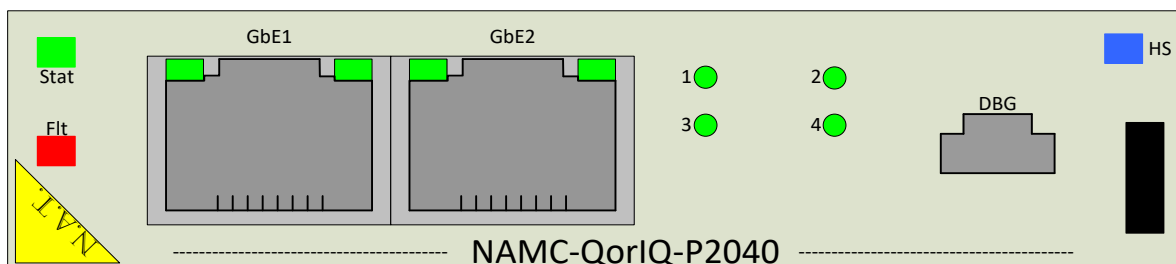 GbE1
GbE2
Stat
1
2
HS
Flt
3
4
DBG
N.A.T.
NAMC-QorIQ-P2040